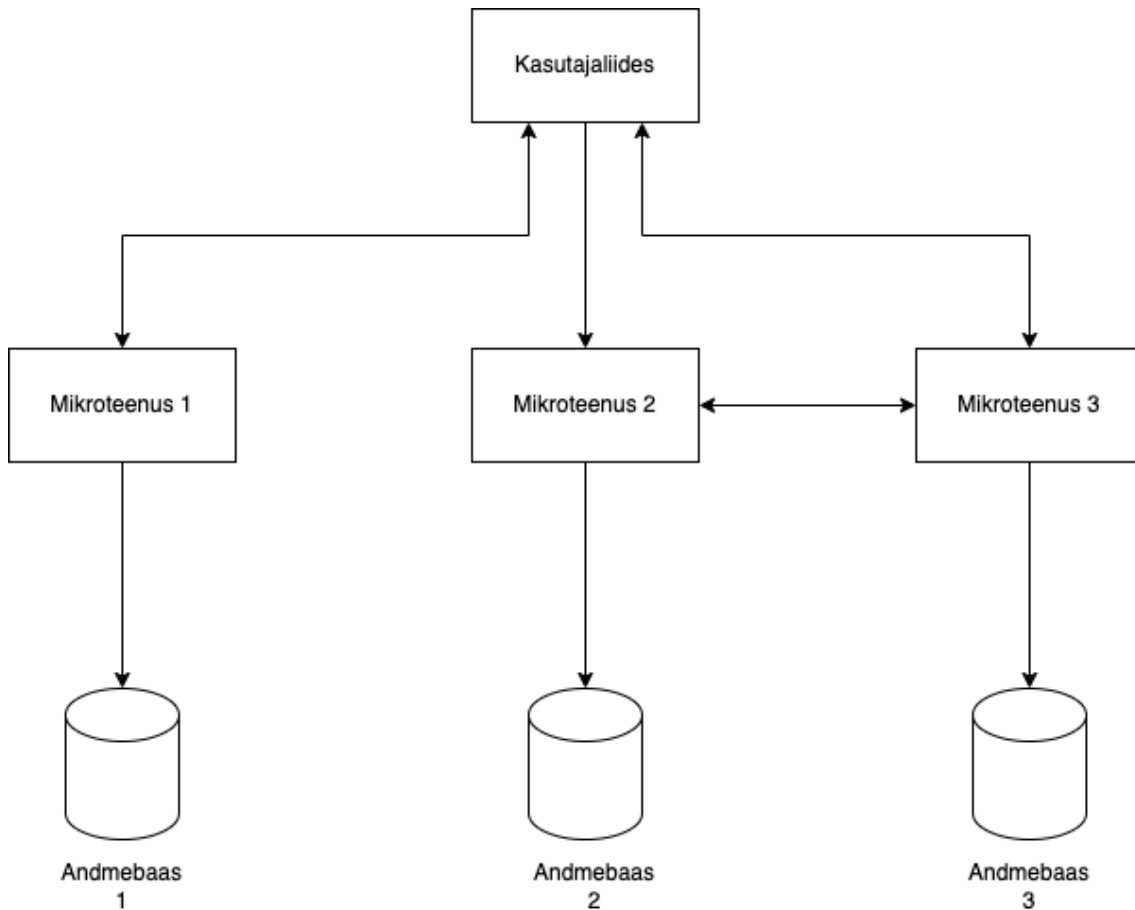 Kasutajaliides
Mikroteenus 1
Mikroteenus 2
Mikroteenus 3
Andmebaas
1
Andmebaas
2
Andmebaas
3